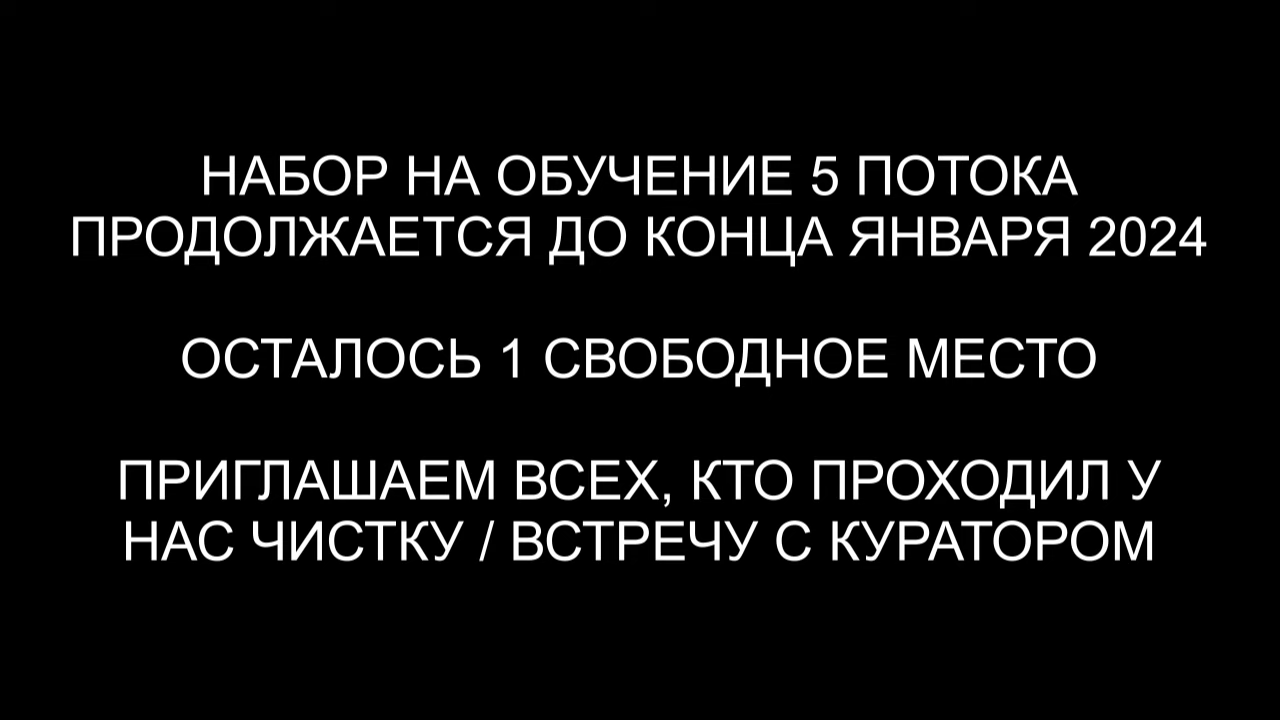 НАБОР НА ОБУЧЕНИЕ 5 ПОТОКА
ПРОДОЛЖАЕТСЯ ДО КОНЦА ЯНВАРЯ 2024
ОСТАЛОСЬ 1 СВОБОДНОЕ МЕСТО
ПРИГЛАШАЕМ ВСЕХ, КТО ПРОХОДИЛ У
НАС ЧИСТКУ / ВСТРЕЧУ С КУРАТОРОМ